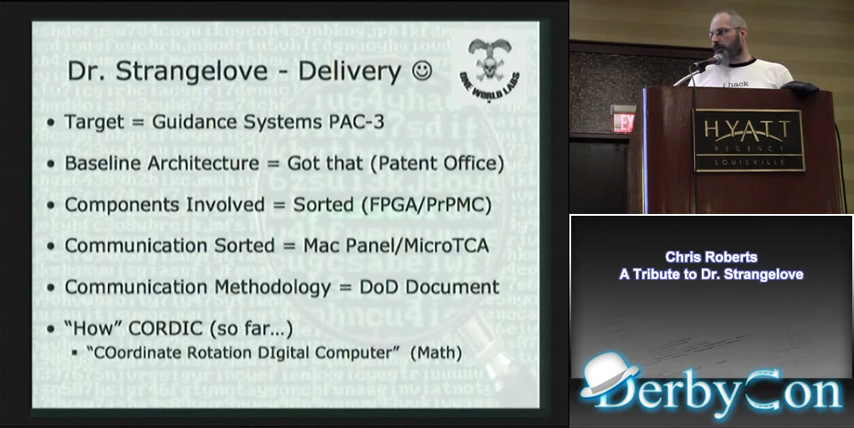 Dr. Strangelove - Delivery ☺
ONE WORLD LABS
• Target = Guidance Systems PAC-3
• Baseline Architecture = Got that (Patent Office)
• Components Involved = Sorted (FPGA/PrPMC)
• Communication Sorted = Mac Panel/MicroTCA
• Communication Methodology = DoD Document
• “How” CORDIC (so far...)
▪ “COordinate Rotation DIgital Computer” (Math)
i hack
EX
HYATT
REGENCY
LOUISVILLE
Chris Roberts
A Tribute to Dr. Strangelove
DerbyCon